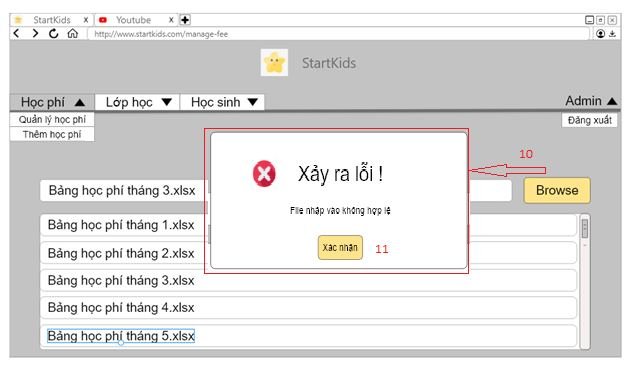 StartKids x Youtube x
http://www.startkids.com/manage-fee
StartKids
Học phí Lớp học Học sinh Admin
Quản lý học phí Đăng xuất
Thêm học phí
10
Xảy ra lỗi !
Bảng học phí tháng 3.xlsx Browse
File nhập vào không hợp lệ
Bảng học phí tháng 1.xlsx
Xác nhận 11
Bảng học phí tháng 2.xlsx
Bảng học phí tháng 3.xlsx
Bảng học phí tháng 4.xlsx
Bảng học phí tháng 5.xlsx